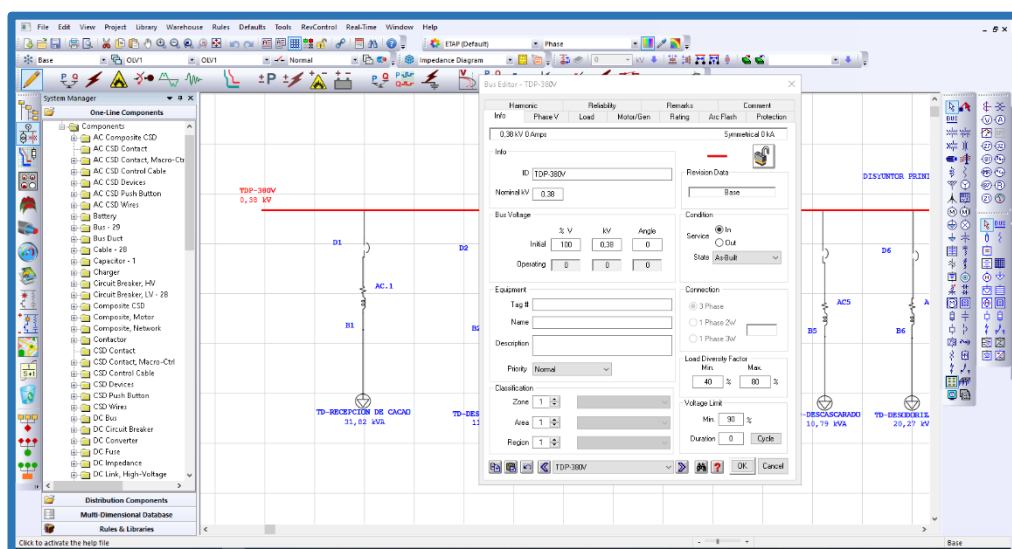 File Edit View Project Library Warehouse Rules Defaults Tools RevControl Real-Time Window Help
ETAP (Default) Phase
Base OLV1 OLV1 Normal Impedance Diagram 0 kV
System Manager
One-Line Components
Components
AC Composite CSD
AC CSD Contact
AC CSD Contact, Macro-Ctr
AC CSD Control Cable
AC CSD Devices
AC CSD Push Button
AC CSD Wires
Battery
Bus - 29
Bus Duct
Cable - 28
Capacitor - 1
Charger
Circuit Breaker, HV
Circuit Breaker, LV - 28
Composite CSD
Composite, Motor
Composite, Network
Contactor
CSD Contact
CSD Contact, Macro-Ctrl
CSD Control Cable
CSD Devices
CSD Push Button
CSD Wires
DC Bus
DC Circuit Breaker
DC Converter
DC Fuse
DC Impedance
DC Link, High-Voltage
Distribution Components
Multi-Dimensional Database
Rules & Libraries
Click to activate the help file
Base
TDP-380V
0,38 kV
D1
AC.1
B1
TD-RECEPCION DE CACAO
31,82 kVA
D2
TD-DES
Bus Editor - TDP-380V
Harmonic Reliability Remarks Comment
Info Phase V Load Motor/Gen Rating Arc Flash Protection
0,38 kV 0 Amps Symmetrical 0 kA
Info
ID TDP-380V
Nominal kV 0,38
Revision Data
Base
Bus Voltage
% V kV Angle
Initial 100 0,38 0
Operating 0 0 0
Condition
Service In
Out
State As-Built
Equipment
Tag #
Name
Description
Priority Normal
Connection
3 Phase
1 Phase 2W
1 Phase 3W
Load Diversity Factor
Min. Max.
40 % 80 %
Classification
Zone 1
Area 1
Region 1
Voltage Limit
Min. 90 %
Duration 0 Cycle
TDP-380V ? OK Cancel
DISYUNTOR PRINI
D6
AC5
B5
B6
-DESCASCARADO
10,79 kVA
TD-DESODORIZ
20,27 kV